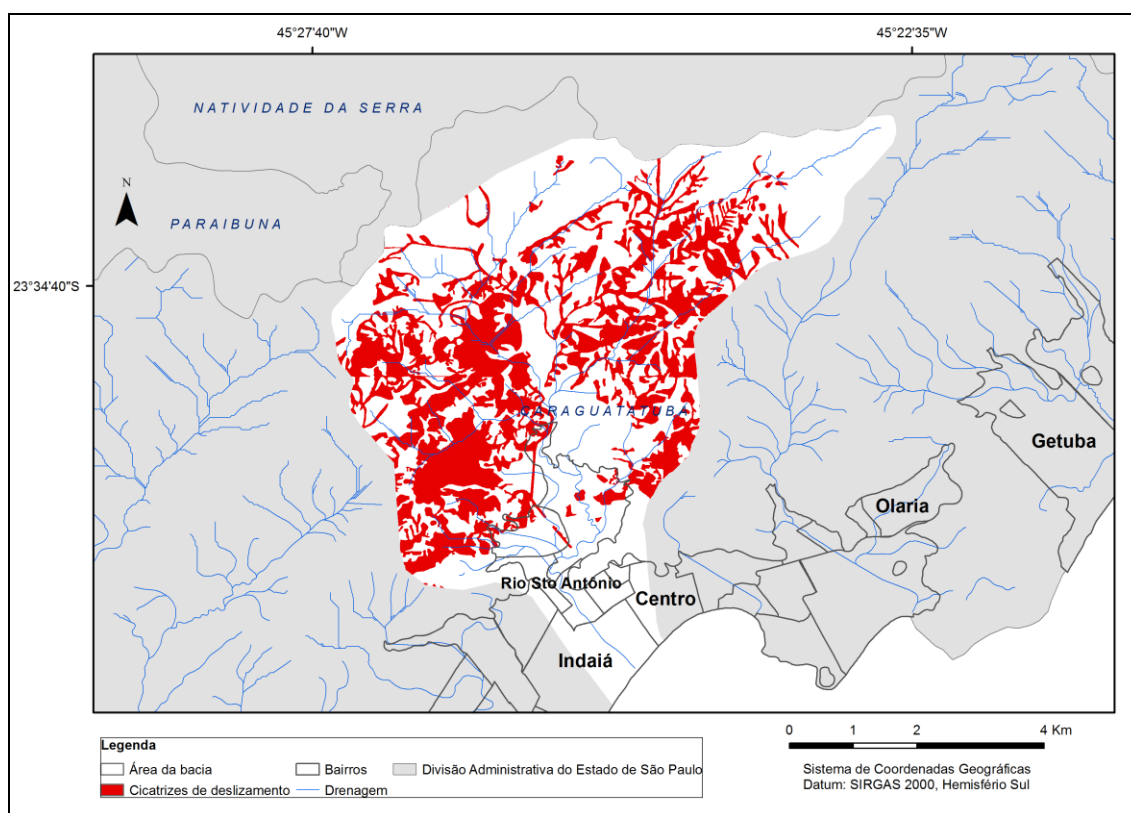 45°27'40"W
45°22'35"W
NATIVIDADE DA SERRA
N
PARAIBUNA
23°34'40"S
CARAGUATATUBA
Getuba
Olaria
Rio Sto Antônio
Centro
Indaiá
0 1 2 4 Km
Legenda
Área da bacia
Bairros
Divisão Administrativa do Estado de São Paulo
Cicatrizes de deslizamento
Drenagem
Sistema de Coordenadas Geográficas
Datum: SIRGAS 2000, Hemisfério Sul